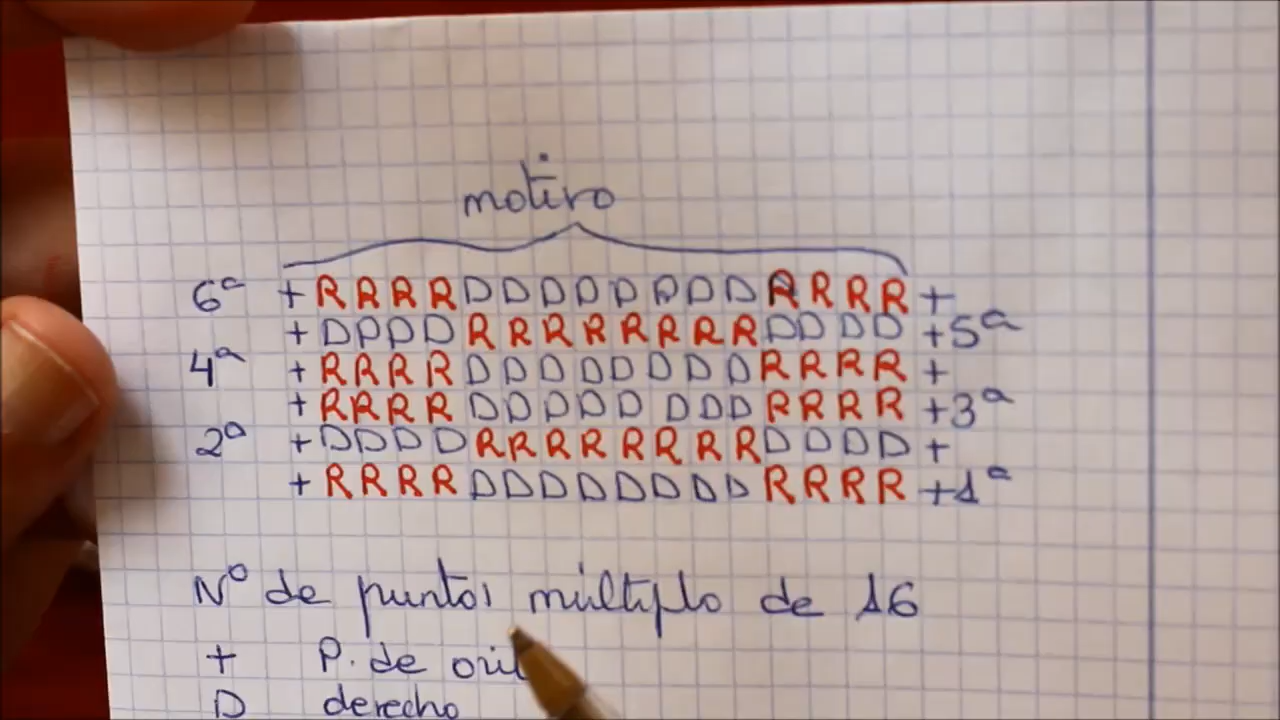 motivo
6ª + R R R R D D D D D D D D R R R R +
+ D D D D R R R R R R R R D D D D + 5ª
4ª + R R R R D D D D D D D D R R R R +
+ R R R R D D D D D D D D R R R R + 3ª
2ª + D D D D R R R R R R R R D D D D +
+ R R R R D D D D D D D D R R R R + 1ª
Nº de puntos múltiplo de 16
+ P. de
D derecho